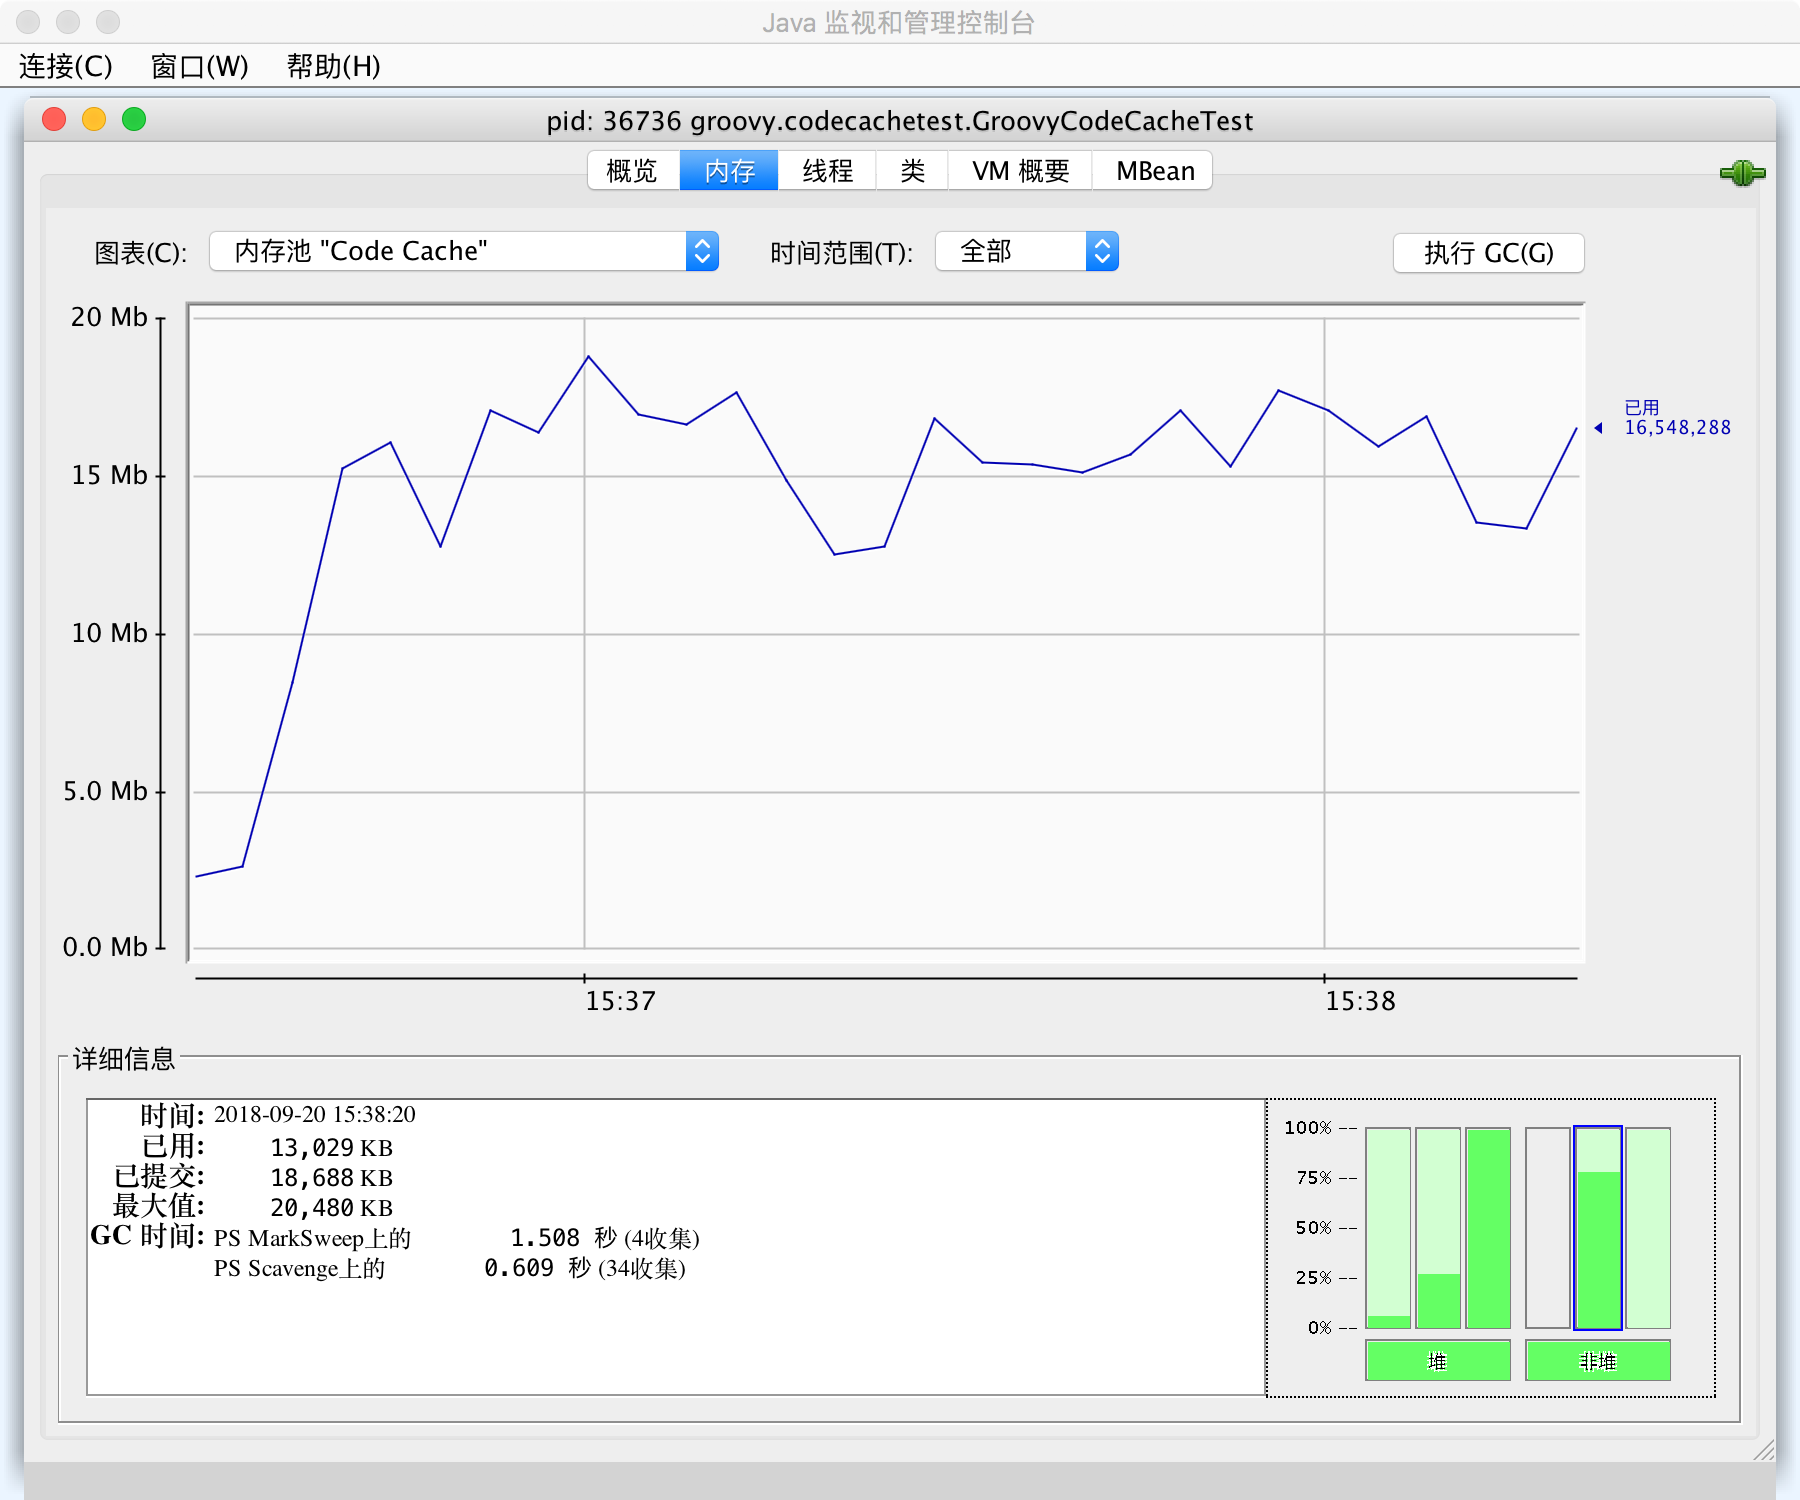 Java 监视和管理控制台
连接(C) 窗口(W) 帮助(H)
pid: 36736 groovy.codecachetest.GroovyCodeCacheTest
概览 内存 线程 类 VM 概要 MBean
图表(C): 内存池 "Code Cache" 时间范围(T): 全部 执行 GC(G)
20 Mb
已用
16,548,288
15 Mb
10 Mb
5.0 Mb
0.0 Mb
15:37 15:38
详细信息
时间: 2018-09-20 15:38:20
已用: 13,029 KB
已提交: 18,688 KB
最大值: 20,480 KB
GC 时间: PS MarkSweep上的 1.508 秒 (4收集)
PS Scavenge上的 0.609 秒 (34收集)
100% --
75% --
50% --
25% --
0% --
堆 非堆